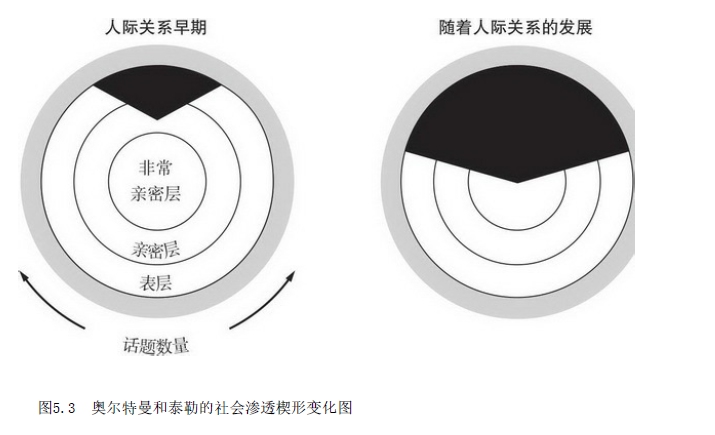 人际关系早期
随着人际关系的发展
非常
亲密层
亲密层
表层
话题数量
图5.3 奥尔特曼和泰勒的社会渗透楔形变化图